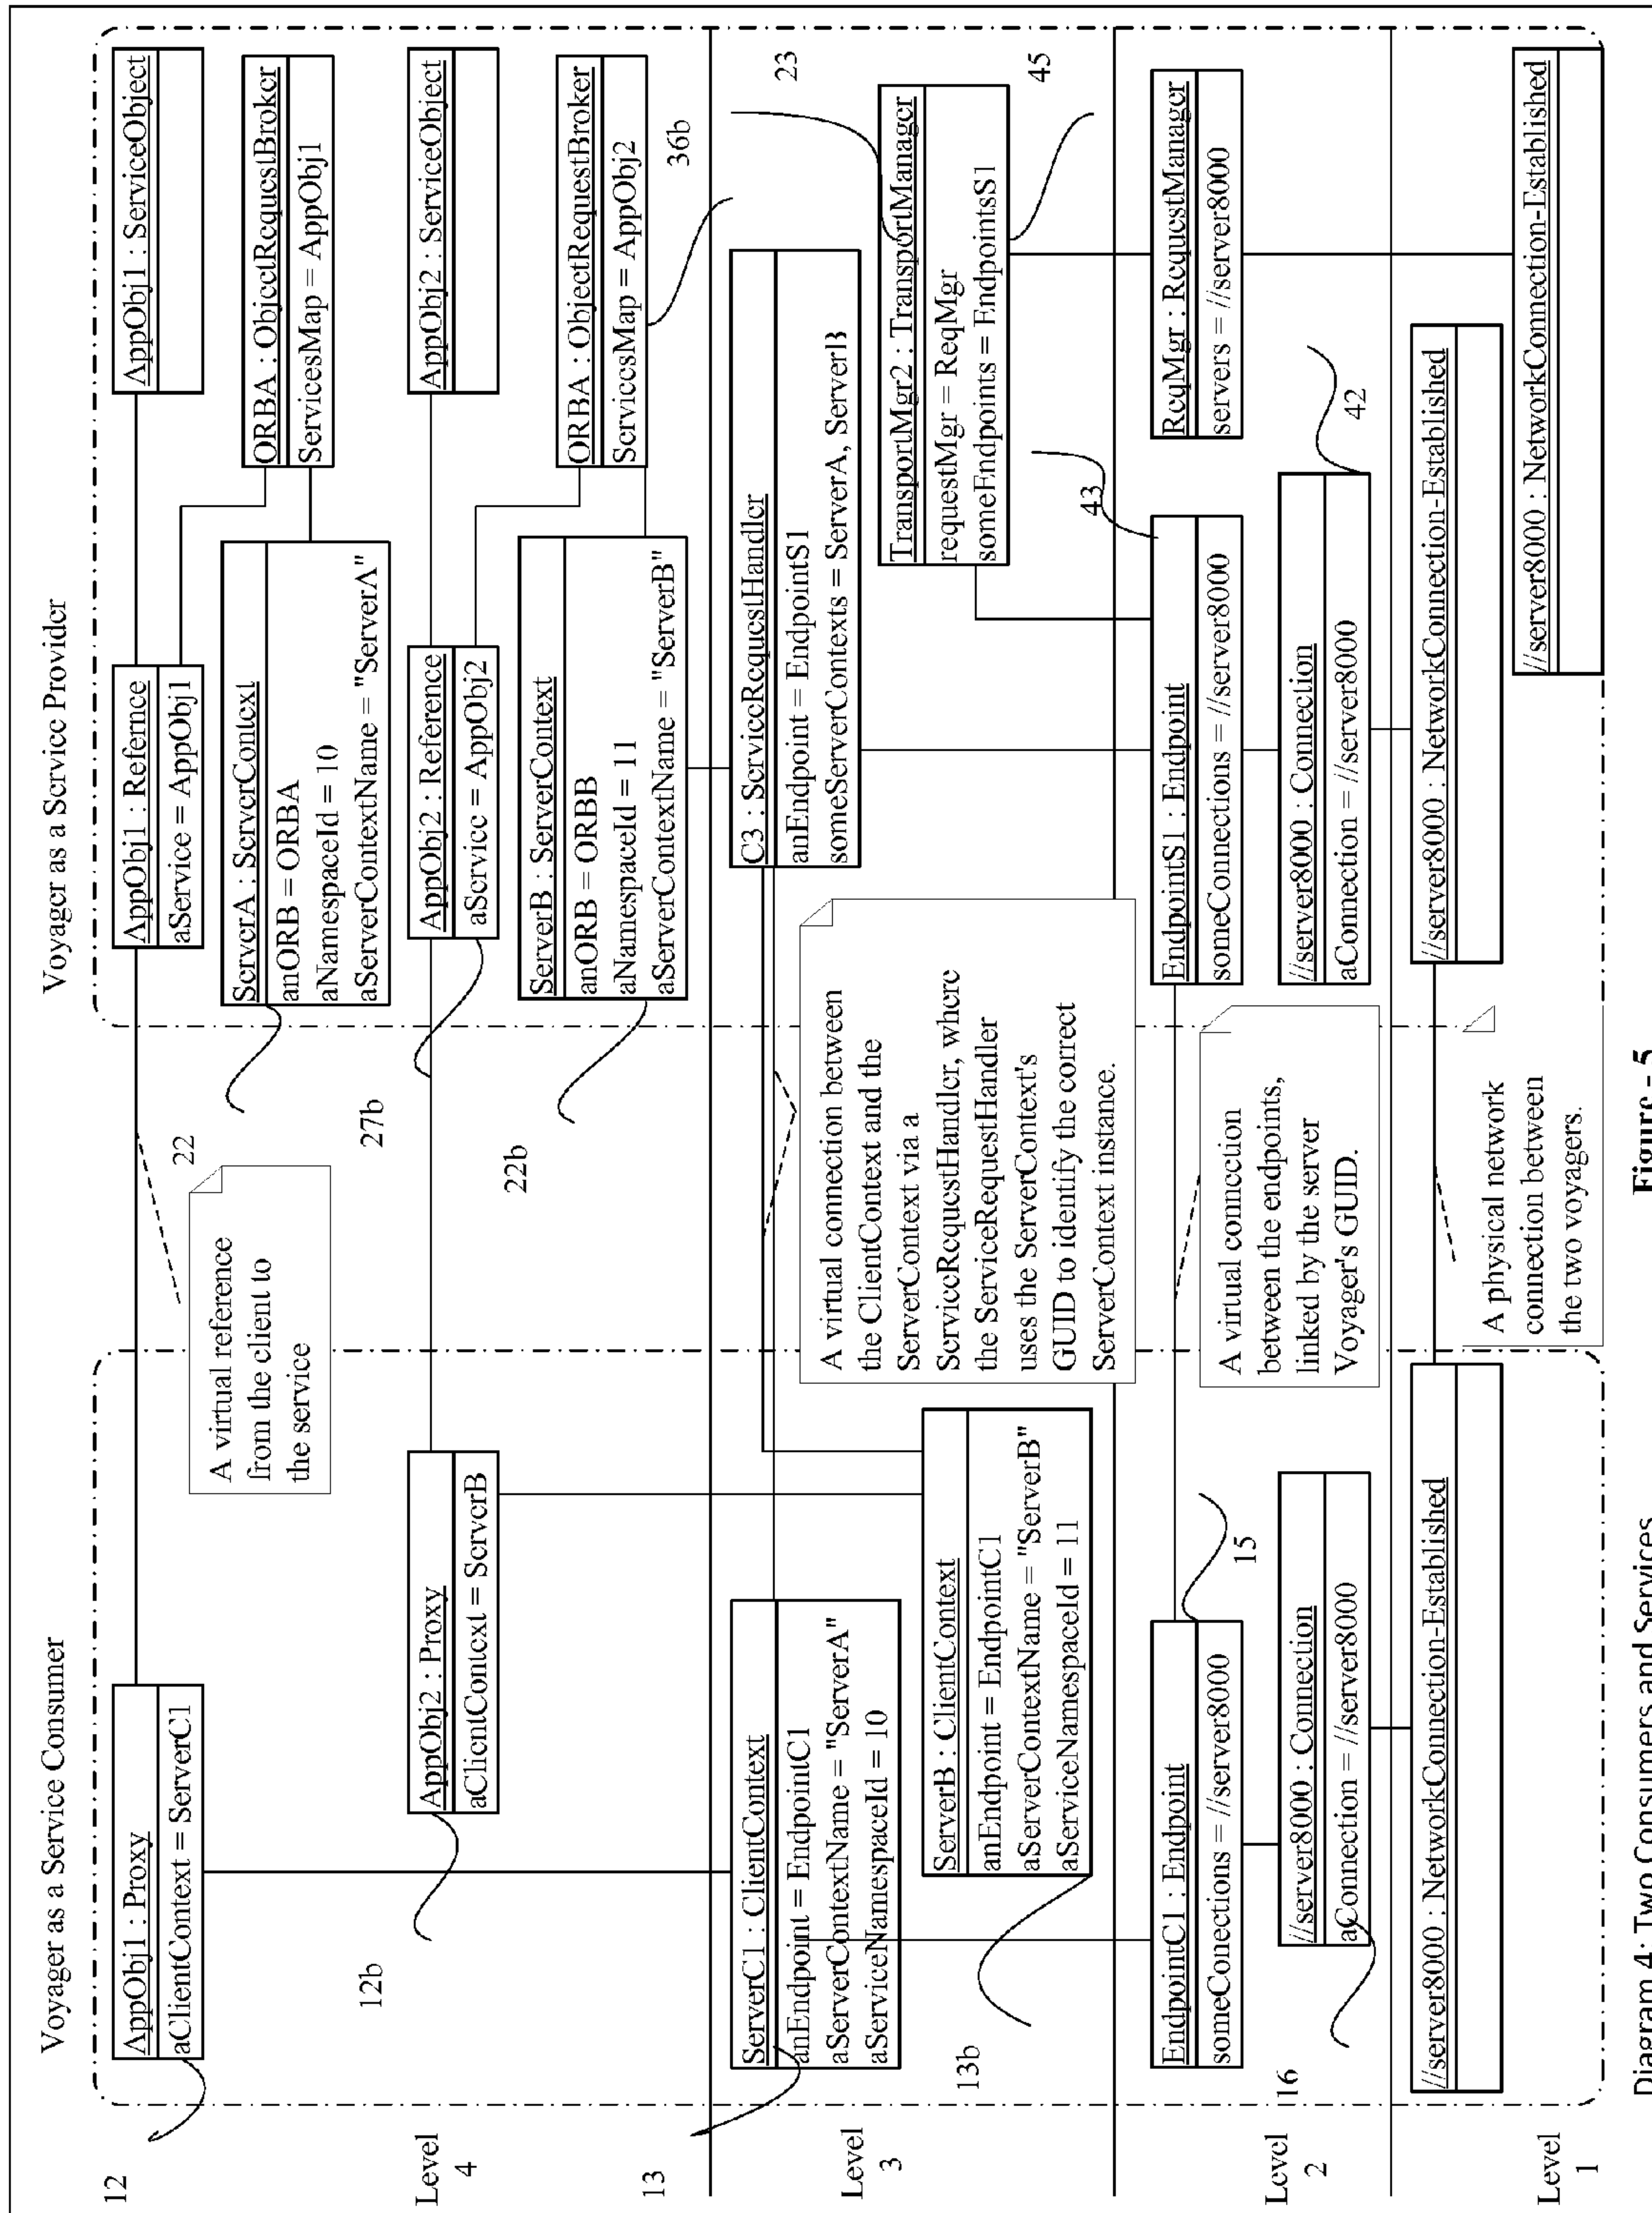 Voyager as a Service Consumer
Voyager as a Service Provider
12
AppObj1 : Proxy
aClientContext = ServerC1
AppObj1 : Refernce
aService = AppObj1
AppObj1 : ServiceObject
A virtual reference
from the client to
the service
22
ServerA : ServerContext
anORB = ORBA
aNamespaceId = 10
aServerContextName = "ServerA"
ORBA : ObjectRequestBroker
ServicesMap = AppObj1
Level
4
12b
AppObj2 : Proxy
aClientContext = ServerB
27b
AppObj2 : Reference
aService = AppObj2
AppObj2 : ServiceObject
22b
ServerB : ServerContext
anORB = ORBB
aNamespaceId = 11
aServerContextName = "ServerB"
ORBA : ObjectRequestBroker
ServicesMap = AppObj2
36b
13
Level
3
ServerC1 : ClientContext
anEndpoint = EndpointC1
aServerContextName = "ServerA"
aServiceNamespaceId = 10
13b
ServerB : ClientContext
anEndpoint = EndpointC1
aServerContextName = "ServerB"
aServiceNamespaceId = 11
A virtual connection between
the ClientContext and the
ServerContext via a
ServiceRequestHandler, where
the ServiceRequestHandler
uses the ServerContext's
GUID to identify the correct
ServerContext instance.
C3 : ServiceRequestHandler
anEndpoint = EndpointS1
someServerContexts = ServerA, ServerB
23
TransportMgr2 : TransportManager
requestMgr = ReqMgr
someEndpoints = EndpointsS1
45
43
Level
2
EndpointC1 : Endpoint
someConections = //server8000
15
16
//server8000 : Connection
aConnection = //server8000
A virtual connection
between the endpoints,
linked by the server
Voyager's GUID.
EndpointS1 : Endpoint
someConnections = //server8000
ReqMgr : RequestManager
servers = //server8000
//server8000 : Connection
aConnection = //server8000
42
Level
1
//server8000 : NetworkConnection-Established
A physical network
connection between
the two voyagers.
//server8000 : NetworkConnection-Established
//server8000 : NetworkConnection-Established
Diagram 4: Two Consumers and Services
Figure - 5